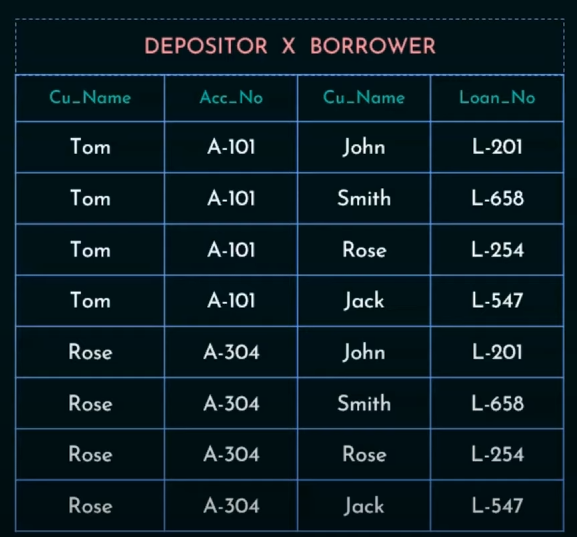 DEPOSITOR X BORROWER
Cu_Name Acc_No Cu_Name Loan_No
Tom A-101 John L-201
Tom A-101 Smith L-658
Tom A-101 Rose L-254
Tom A-101 Jack L-547
Rose A-304 John L-201
Rose A-304 Smith L-658
Rose A-304 Rose L-254
Rose A-304 Jack L-547